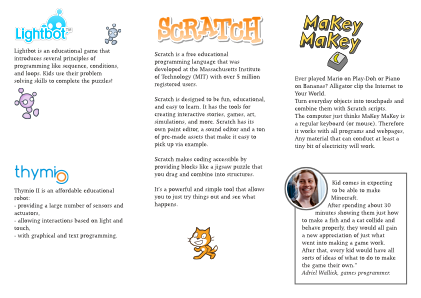 Lightbot
Lightbot is an educational game that
involves several principles of
programming like sequence, conditions,
and loops. Kids use their problem
solving skills to complete the puzzles!
thymio
Thymio II is an affordable educational
robot:
- providing a large number of sensors and
actuators,
- allowing interactions based on light and
touch,
- with graphical and text programming.
SCRATCH
Scratch is a free educational
programming language that was
developed at the Massachusetts Institute
of Technology (MIT) with over 5 million
registered users.
Scratch is designed to be fun, educational,
and easy to learn. It has the tools for
creating interactive stories, games, art,
simulations, and more. Scratch has its
own paint editor, a sound editor and a ton
of pre-made assets that make it easy to
pick up via example.
Scratch makes coding accessible by
providing blocks like a jigsaw puzzle that
you drag and combine into structures.
It's a powerful and simple tool that allows
you to just try things out and see what
happens.
MaKey
MaKey
Ever played Mario on Play-Doh or Piano
on Bananas? Alligator clip the Internet to
Your World.
Turn everyday objects into touchpads and
combine them with Scratch scripts.
The computer just thinks MaKey MaKey is
a regular keyboard (or mouse). Therefore
it works with all programs and webpages.
Any material that can conduct at least a
tiny bit of electricity will work.
Kids comes in expecting
to be able to make
Minecraft.
After spending about 30
minutes showing them just how
to make a fish and a cat collide and
behave properly, they would all gain
a new appreciation of just what
went into making a game work.
After that, every kid would have all
sorts of ideas of what to do to make
the game their own."
Adriel Wallick, games programmer.